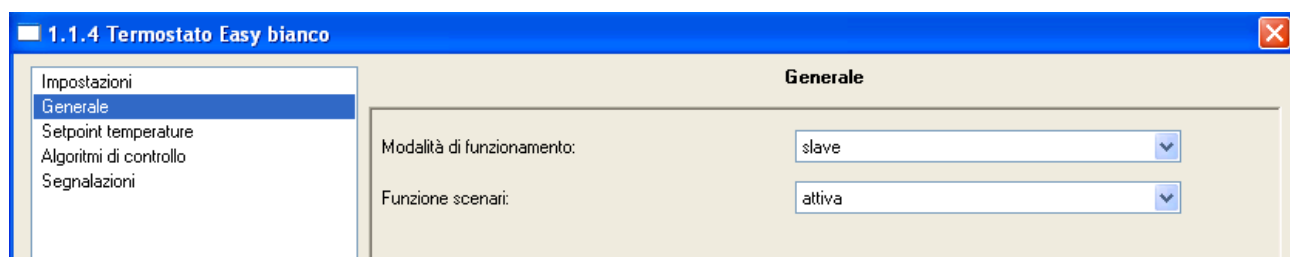 1.1.4 Termostato Easy bianco
Impostazioni
Generale
Setpoint temperature
Algoritmi di controllo
Segnalazioni
Generale
Modalità di funzionamento: slave
Funzione scenari: attiva